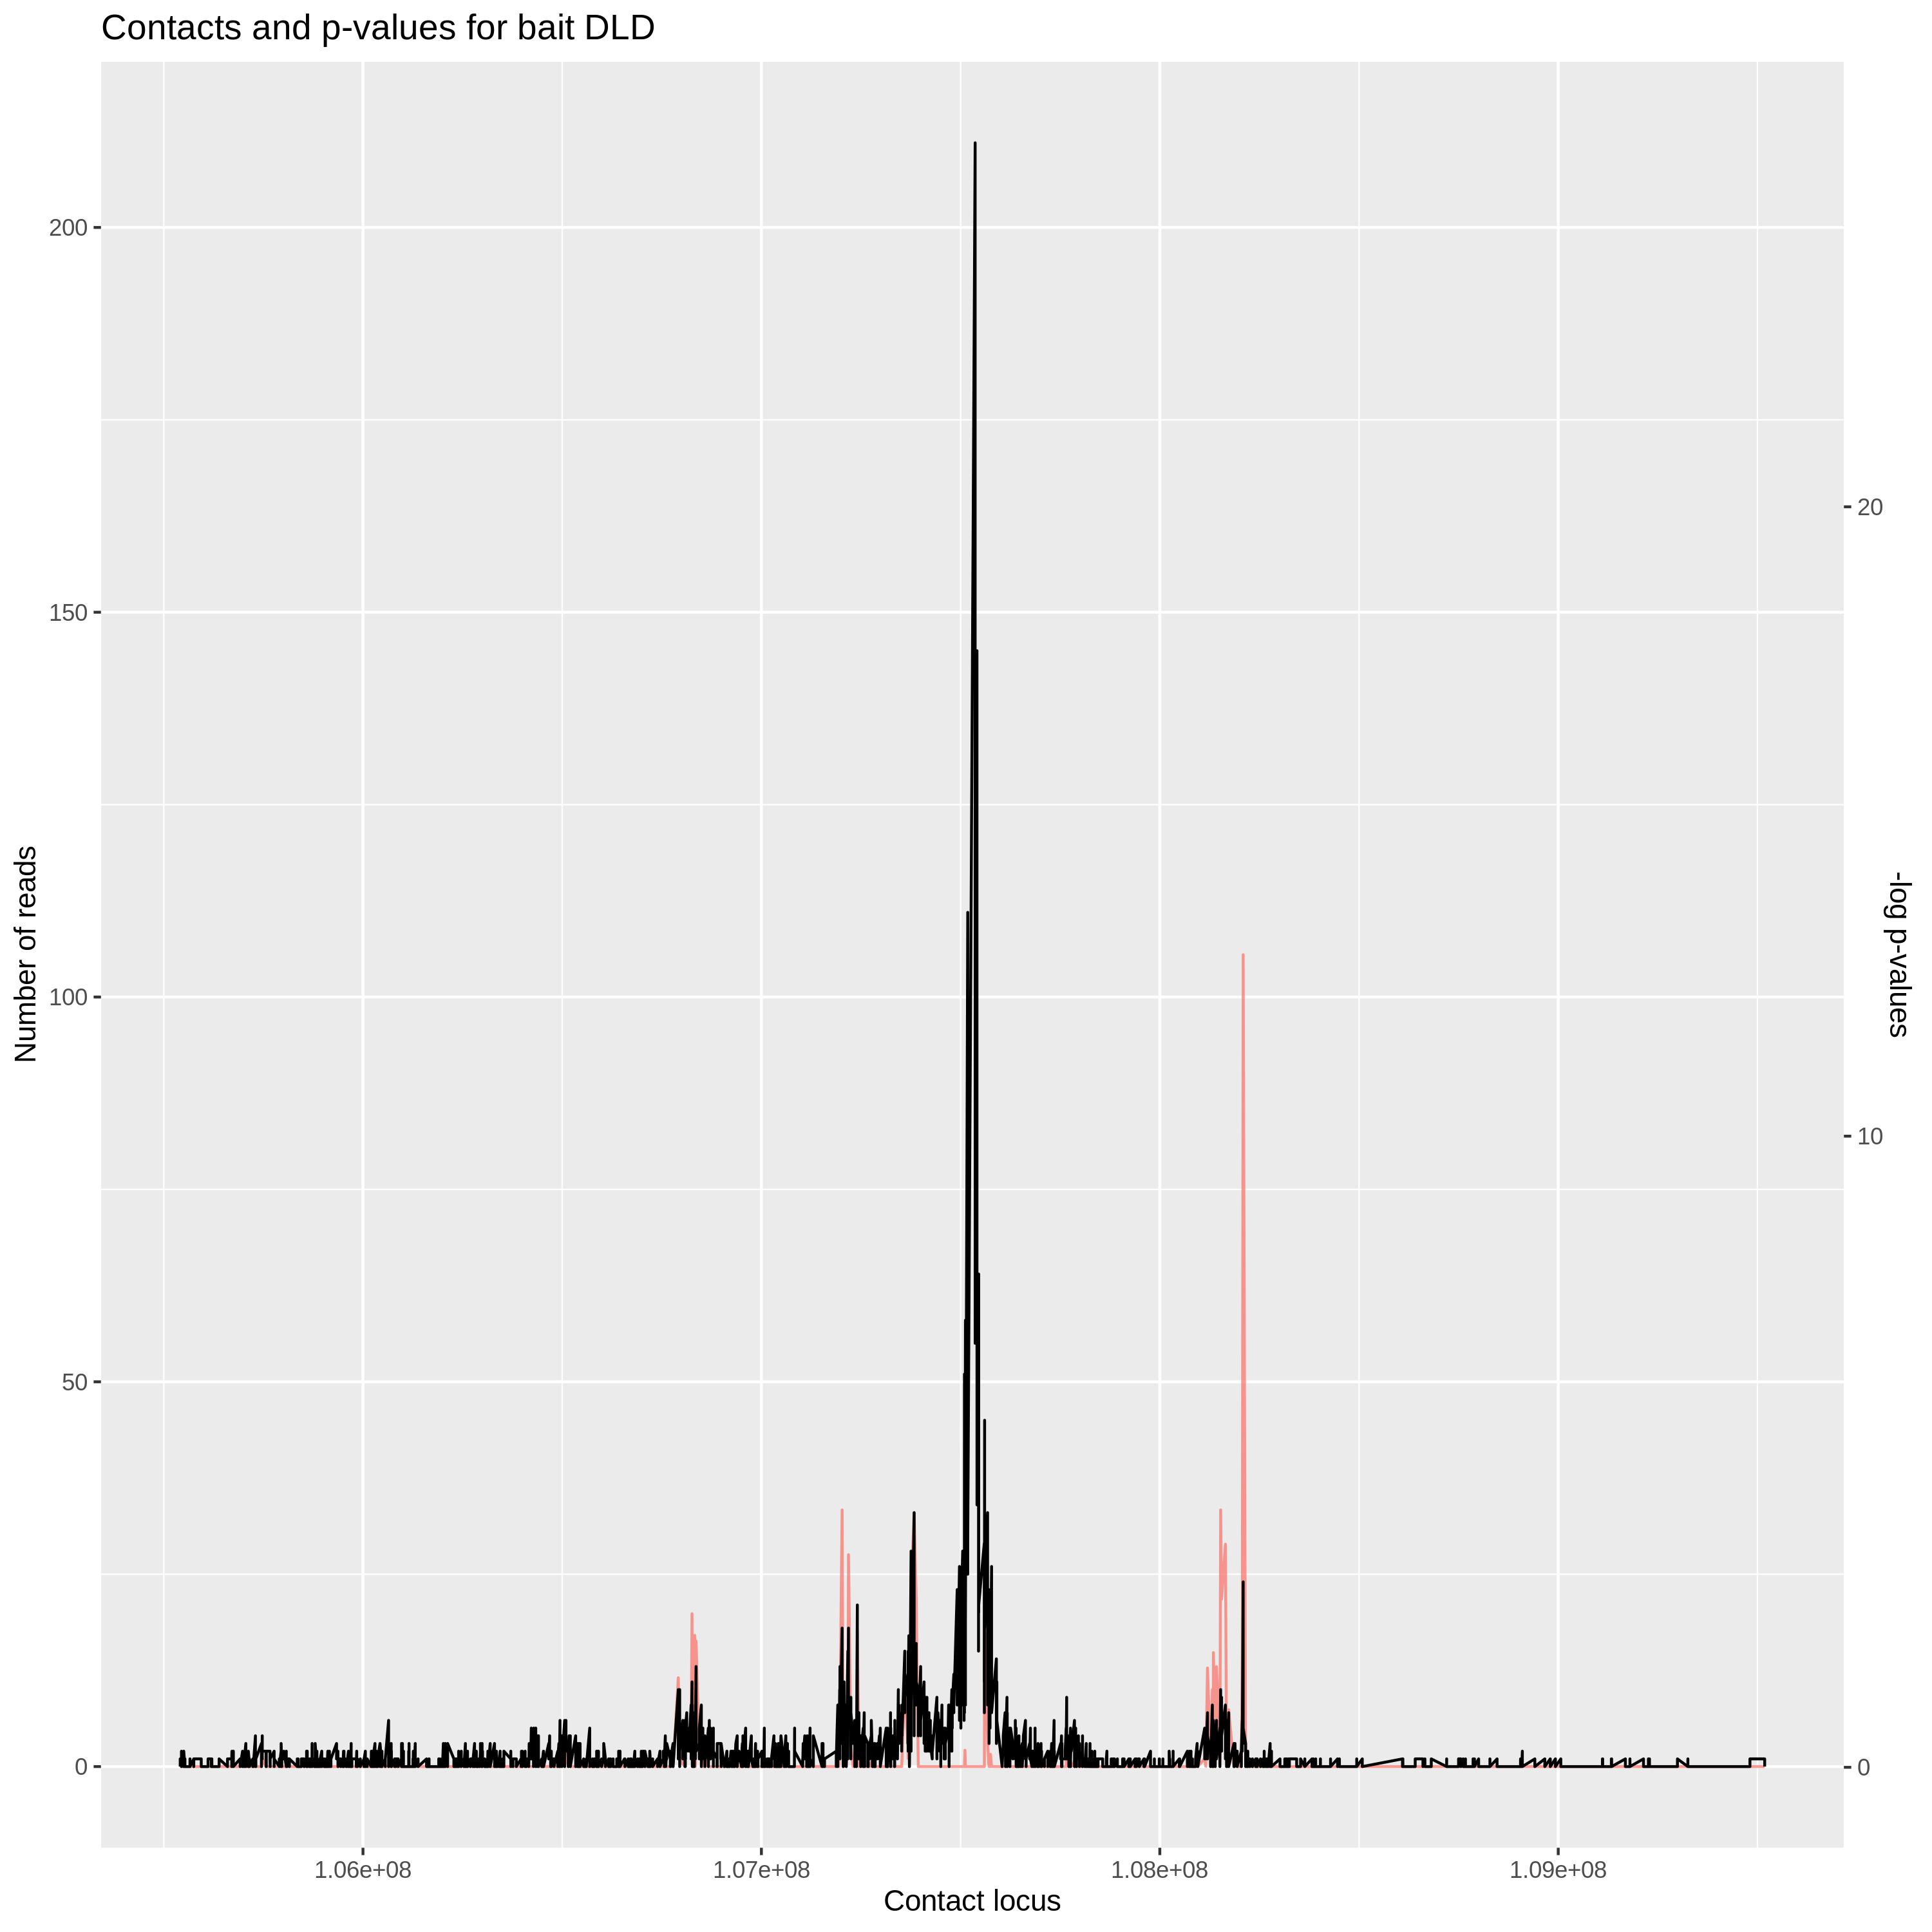 Contacts and p-values for bait DLD
200
150
100
50
0
Number of reads
20
10
0
-log p-values
1.06e+08 1.07e+08 1.08e+08 1.09e+08
Contact locus